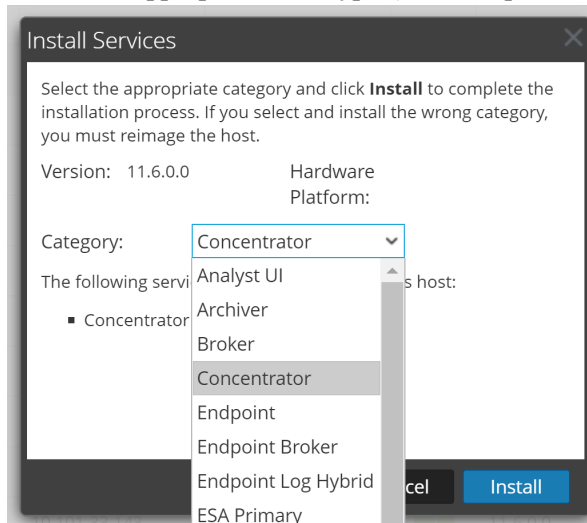 Install Services
Select the appropriate category and click Install to complete the
installation process. If you select and install the wrong category,
you must reimage the host.
Version: 11.6.0.0 Hardware
Platform:
Category: Concentrator
Analyst UI
The following servi s host:
Archiver
▪ Concentrator
Broker
Concentrator
Endpoint
Endpoint Broker
Endpoint Log Hybrid
cel Install
ESA Primary